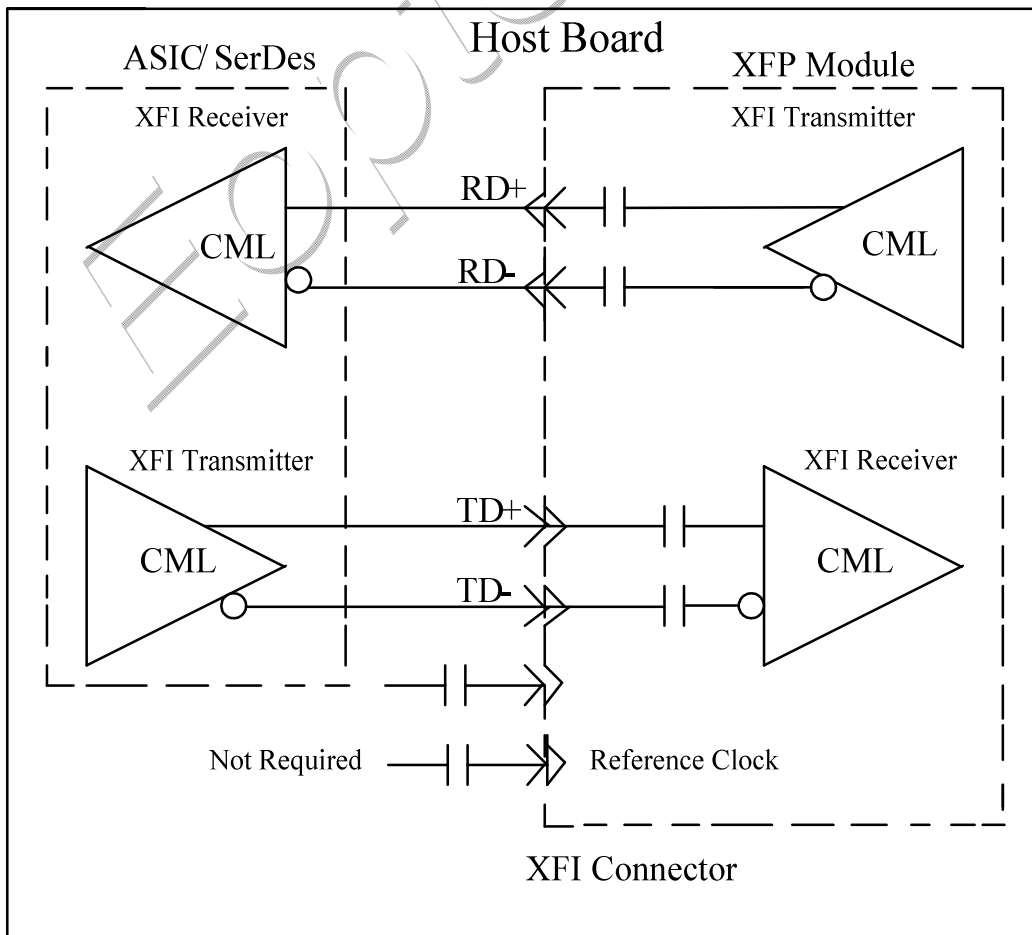 Host Board
ASIC/ SerDes
XFP Module
XFI Receiver
XFI Transmitter
RD+
CML
CML
RD-
XFI Transmitter
XFI Receiver
TD+
CML
CML
TD-
Not Required
Reference Clock
XFI Connector